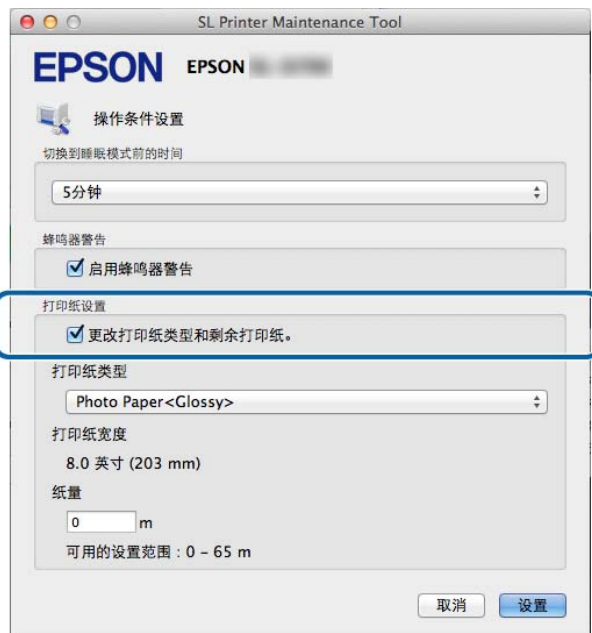 SL Printer Maintenance Tool
EPSON EPSON
操作条件设置
切换到睡眠模式前的时间
5分钟
蜂鸣器警告
启用蜂鸣器警告
打印纸设置
更改打印纸类型和剩余打印纸。
打印纸类型
Photo Paper<Glossy>
打印纸宽度
8.0 英寸 (203 mm)
纸量
0 m
可用的设置范围：0 – 65 m
取消 设置